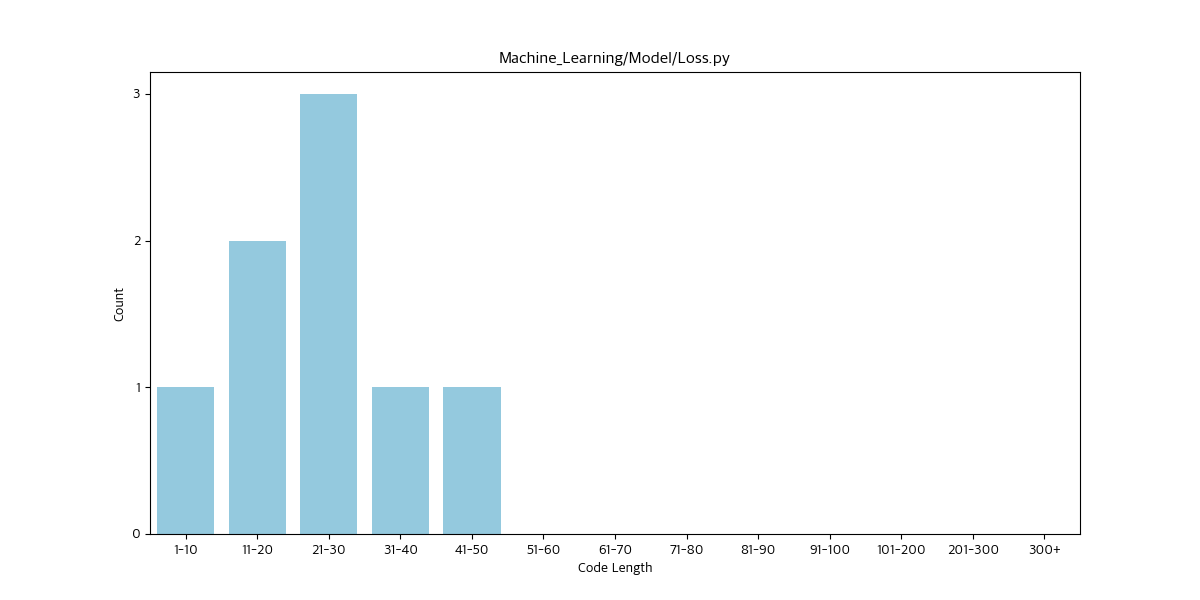 Machine_Learning/Model/Loss.py
3
2
1
0
Count
1-10 11-20 21-30 31-40 41-50 51-60 61-70 71-80 81-90 91-100 101-200 201-300 300+
Code Length